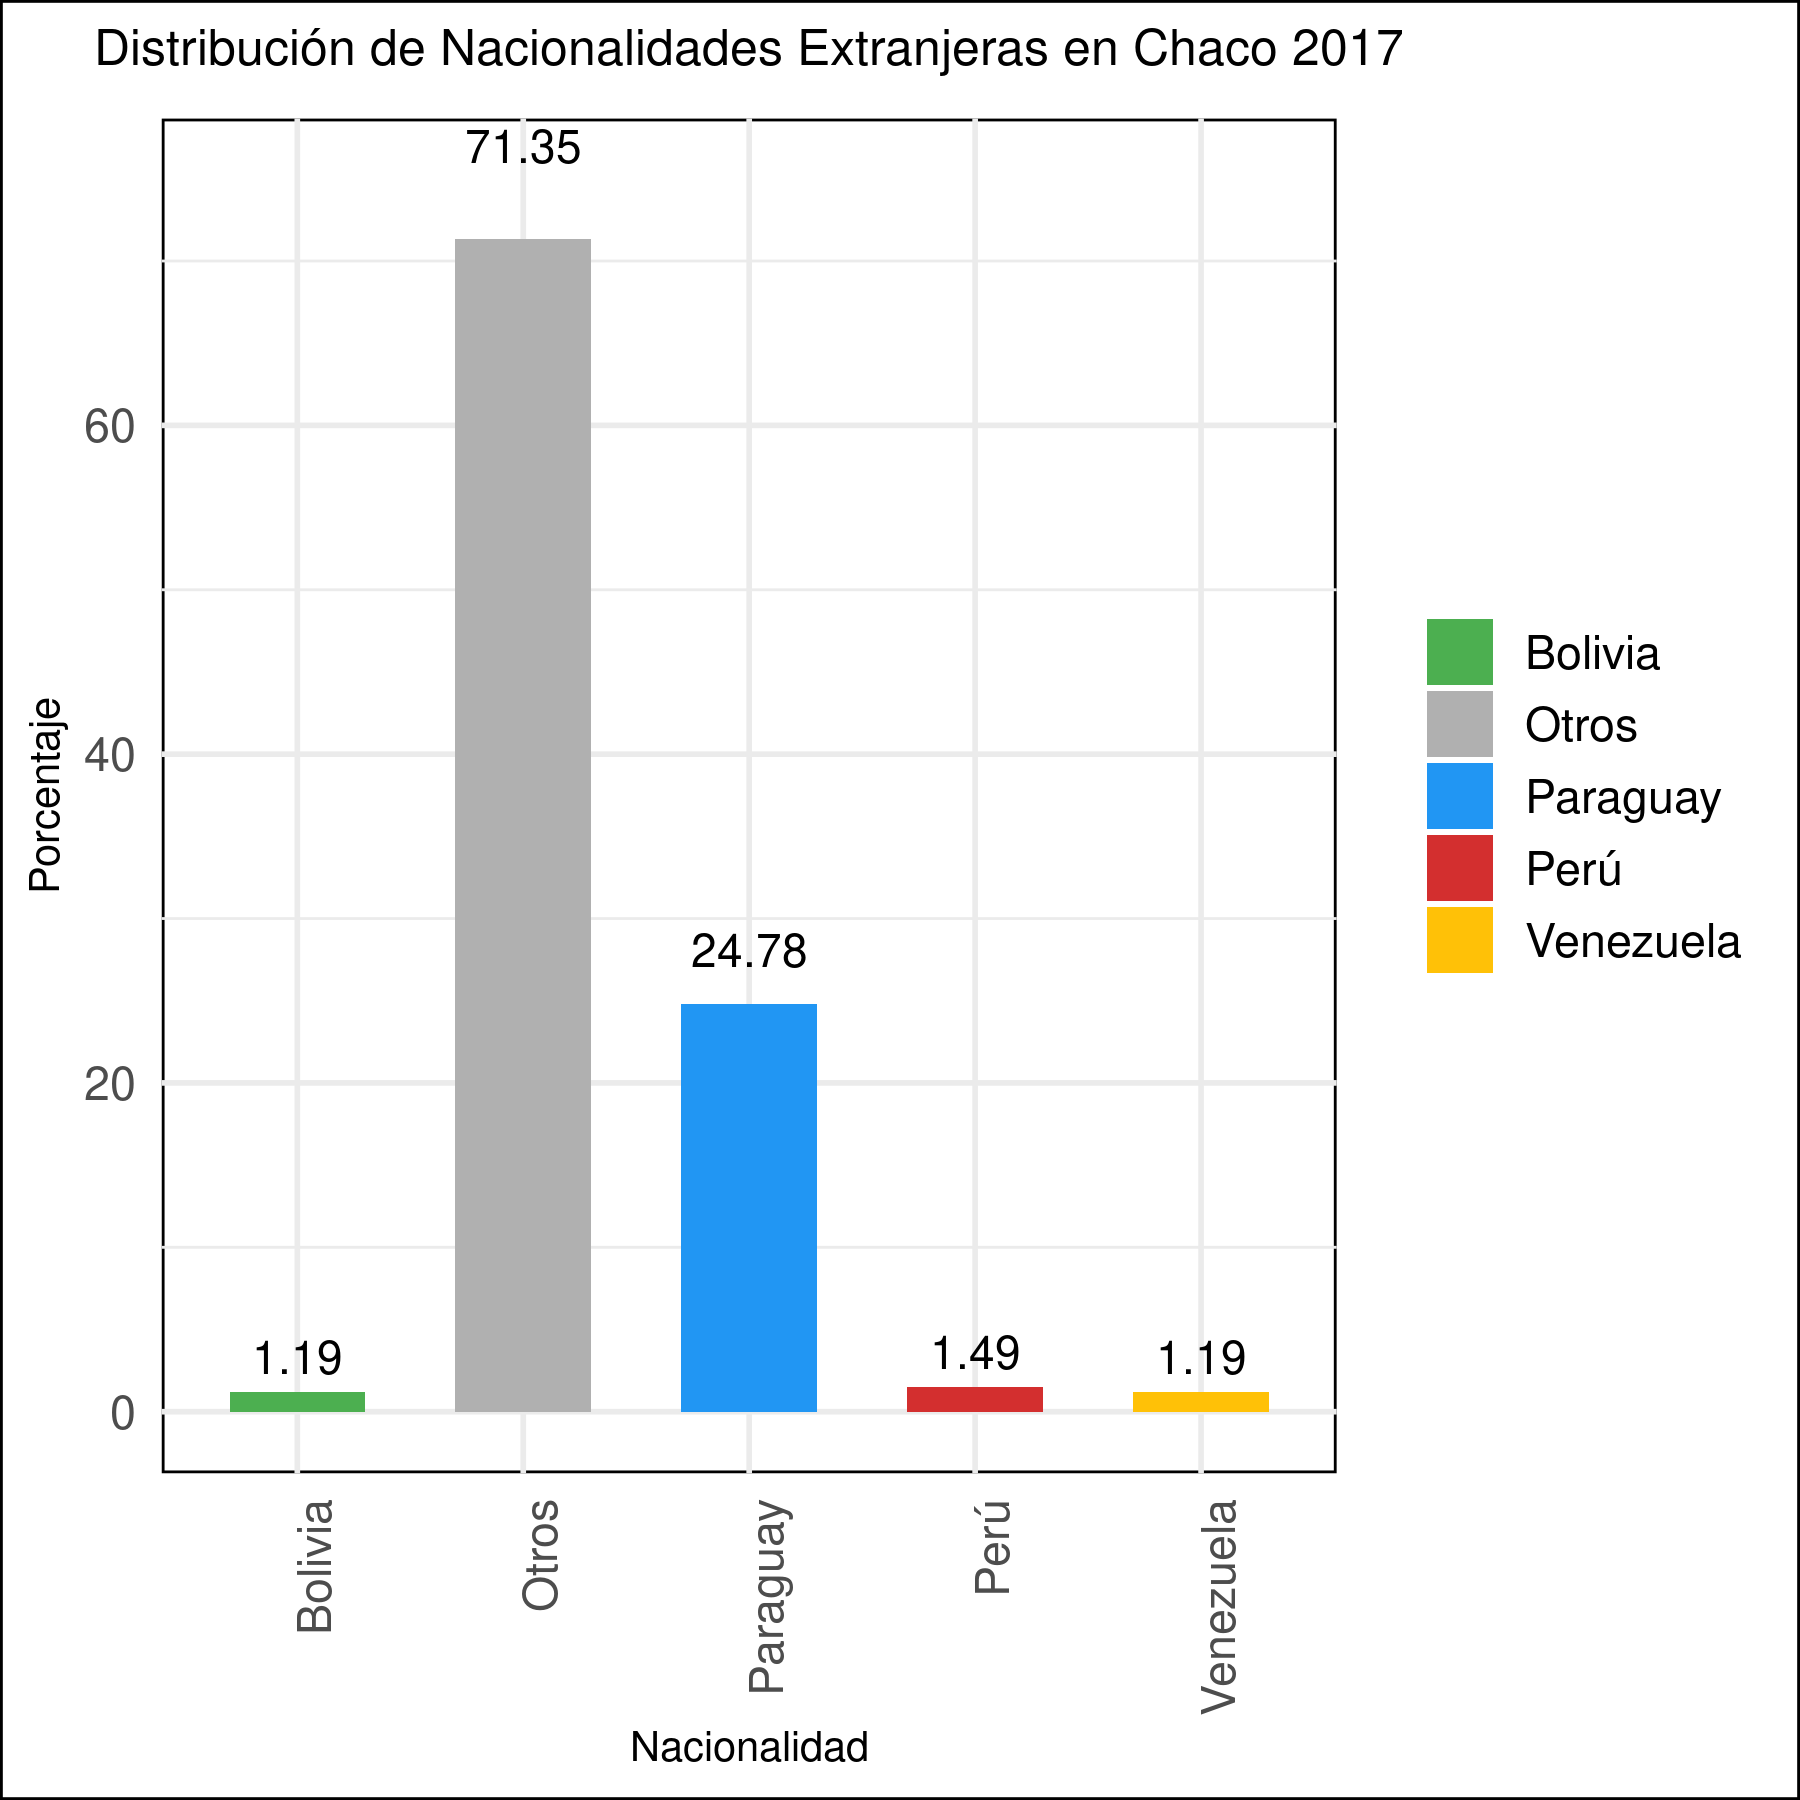 Distribución de Nacionalidades Extranjeras en Chaco 2017
71.35
60
40
24.78
20
1.19
1.49
1.19
0
Porcentaje
Bolivia
Otros
Paraguay
Perú
Venezuela
Nacionalidad
Bolivia
Otros
Paraguay
Perú
Venezuela